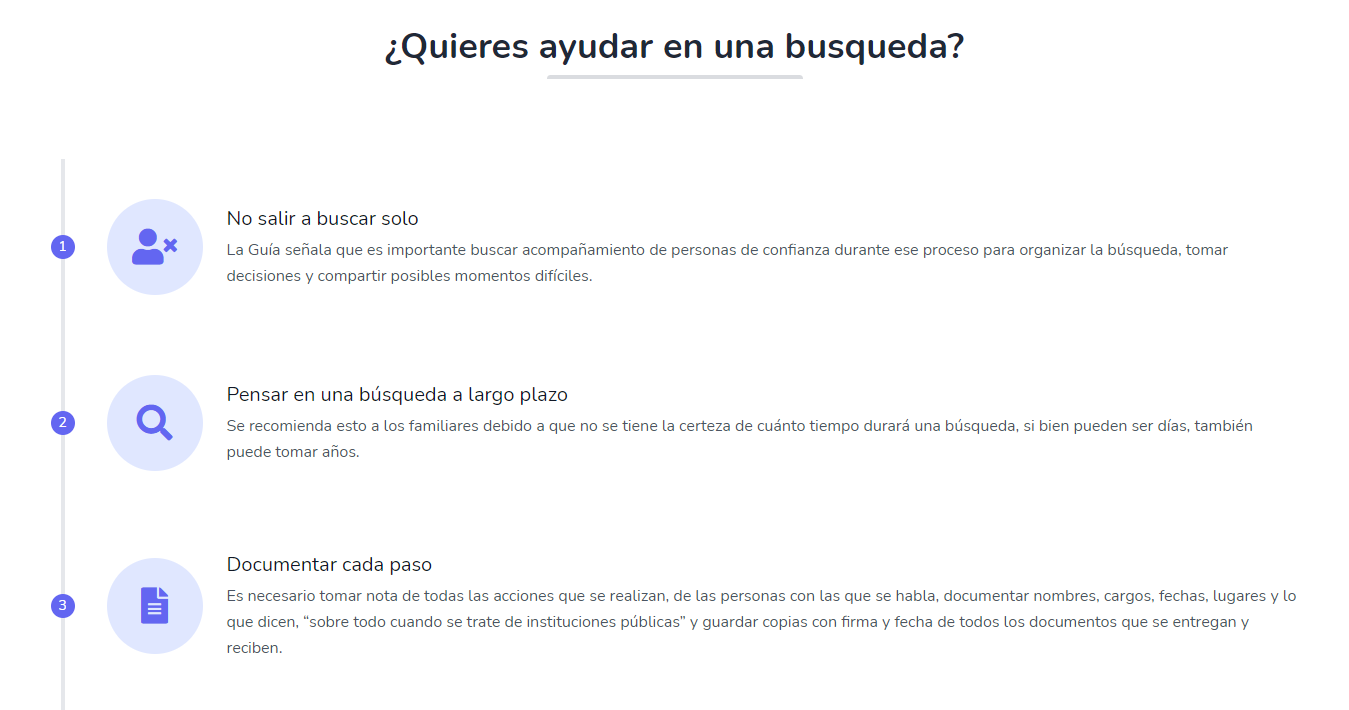 ¿Quieres ayudar en una busqueda?
1
No salir a buscar solo
La Guía señala que es importante buscar acompañamiento de personas de confianza durante ese proceso para organizar la búsqueda, tomar
decisiones y compartir posibles momentos difíciles.
2
Pensar en una búsqueda a largo plazo
Se recomienda esto a los familiares debido a que no se tiene la certeza de cuánto tiempo durará una búsqueda, si bien pueden ser días, también
puede tomar años.
3
Documentar cada paso
Es necesario tomar nota de todas las acciones que se realizan, de las personas con las que se habla, documentar nombres, cargos, fechas, lugares y lo
que dicen, “sobre todo cuando se trate de instituciones públicas” y guardar copias con firma y fecha de todos los documentos que se entregan y
reciben.